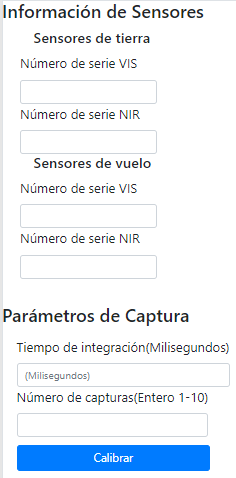 Información de Sensores
Sensores de tierra
Número de serie VIS
Número de serie NIR
Sensores de vuelo
Número de serie VIS
Número de serie NIR
Parámetros de Captura
Tiempo de integración(Milisegundos)
(Milisegundos)
Número de capturas(Entero 1-10)
Calibrar